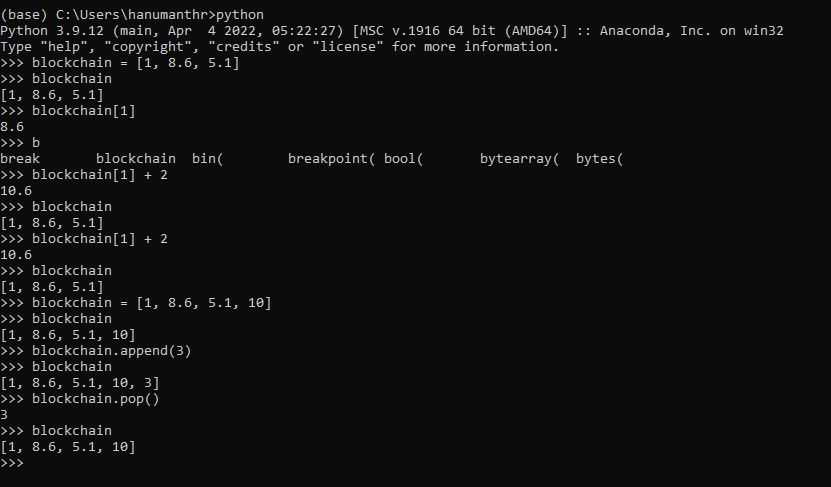 (base) C:\Users\hanumanthr>python
Python 3.9.12 (main, Apr  4 2022, 05:22:27) [MSC v.1916 64 bit (AMD64)] :: Anaconda, Inc. on win32
Type "help", "copyright", "credits" or "license" for more information.
>>> blockchain = [1, 8.6, 5.1]
>>> blockchain
[1, 8.6, 5.1]
>>> blockchain[1]
8.6
>>> b
break       blockchain  bin(        breakpoint( bool(       bytearray(  bytes(
>>> blockchain[1] + 2
10.6
>>> blockchain
[1, 8.6, 5.1]
>>> blockchain[1] + 2
10.6
>>> blockchain
[1, 8.6, 5.1]
>>> blockchain = [1, 8.6, 5.1, 10]
>>> blockchain
[1, 8.6, 5.1, 10]
>>> blockchain.append(3)
>>> blockchain
[1, 8.6, 5.1, 10, 3]
>>> blockchain.pop()
3
>>> blockchain
[1, 8.6, 5.1, 10]
>>>